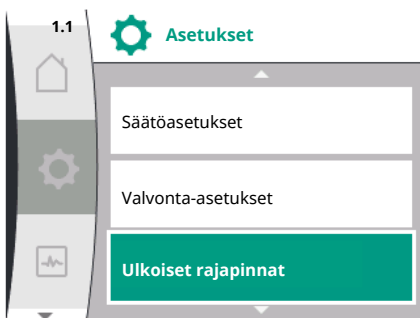 1.1
Asetukset
Säätöasetukset
Valvonta-asetukset
Ulkoiset rajapinnat